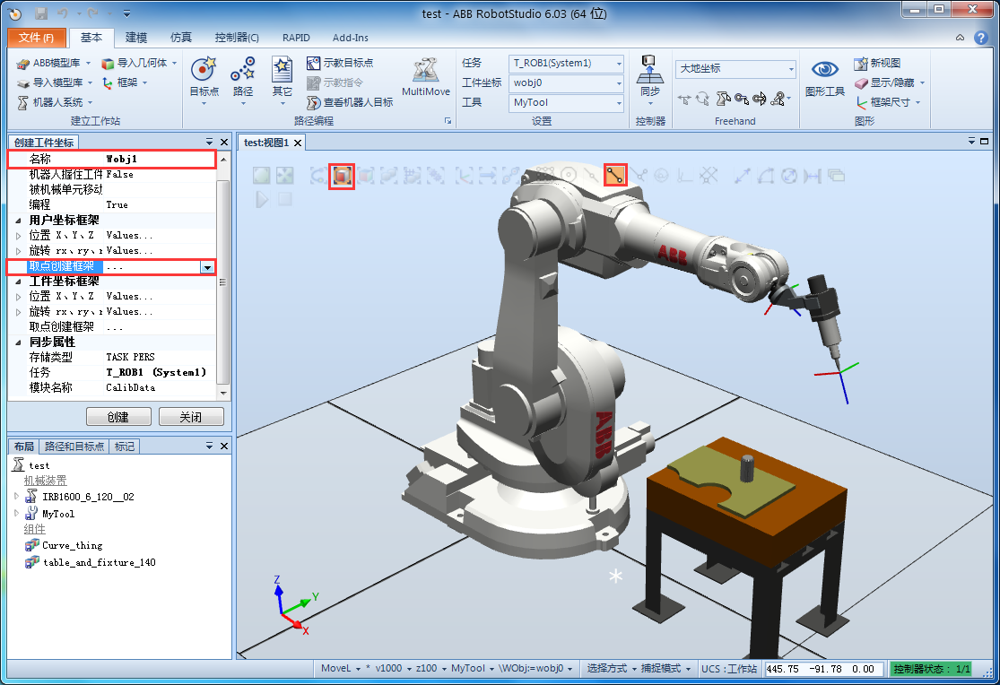 test - ABB RobotStudio 6.03 (64 位)
文件(F) 基本 建模 仿真 控制器(C) RAPID Add-Ins
ABB模型库 导入几何体
导入模型库 框架
机器人系统
建立工作站
目标点 路径 其它
示教目标点
示教指令
查看机器人目标
MultiMove
路径编程
任务 T_ROB1(System1)
工件坐标 wobj0
工具 MyTool
设置
同步
控制器
大地坐标
Freehand
图形工具
新视图
显示/隐藏
框架尺寸
图形
创建工件坐标
名称 Wobj1
机器人握住工件 False
被机械单元移动
编程 True
用户坐标框架
位置 X、Y、Z Values...
旋转 rx、ry、r Values...
取点创建框架 ...
工件坐标框架
位置 X、Y、Z Values...
旋转 rx、ry、r Values...
取点创建框架 ...
同步属性
存储类型 TASK PERS
任务 T_ROB1 (System1)
模块名称 CalibData
创建 关闭
布局 路径和目标点 标记
test
机械装置
IRB1600_6_120__02
MyTool
组件
Curve_thing
table_and_fixture_140
test:视图1
ABB
ABB
Z
Y
X
MoveL * v1000 z100 MyTool \WObj:=wobj0 选择方式 捕捉模式 UCS : 工作站 445.75 -91.78 0.00 控制器状态： 1/1